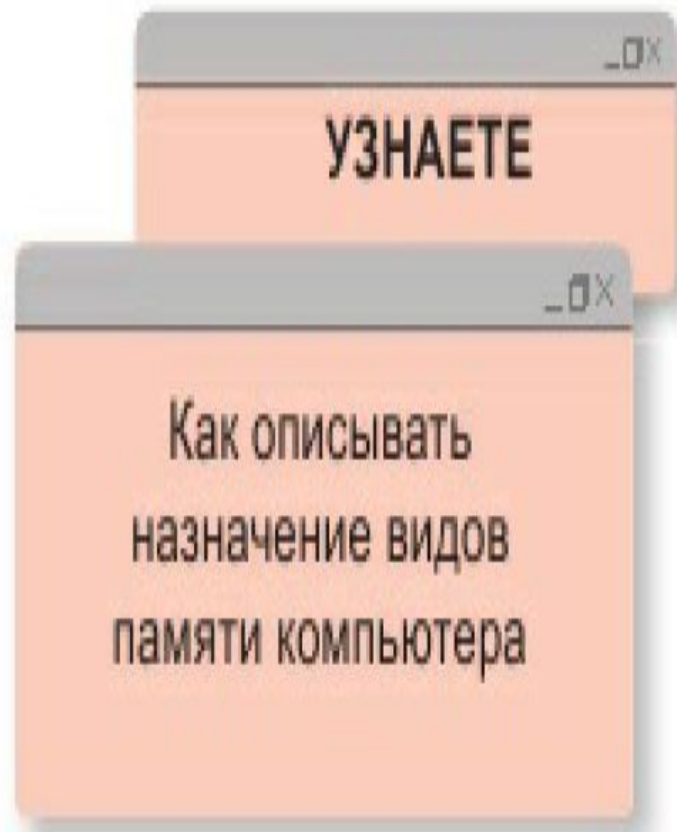 УЗНАЕТЕ
Как описывать
назначение видов
памяти компьютера